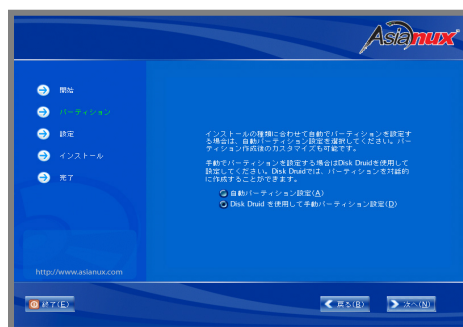 Asianux
開始
パーティション
設定
インストール
完了
インストールの種類に合わせて自動でパーティションを設定す
る場合は、自動パーティション設定を選択してください。パー
ティション作成後のカスタマイズも可能です。
手動でパーティションを設定する場合はDisk Druidを使用して
設定してください。Disk Druidでは、パーティションを対話的
に作成することができます。
自動パーティション設定(A)
Disk Druid を使用して手動パーティション設定(D)
http://www.asianux.com
終了(E)
戻る(B)
次へ(N)